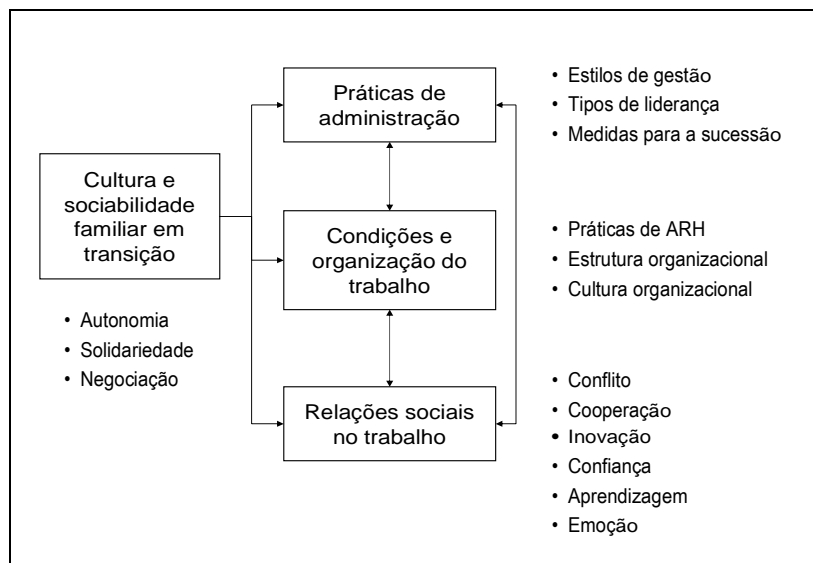 Práticas de
administração
• Estilos de gestão
• Tipos de liderança
• Medidas para a sucessão
Cultura e
sociabilidade
familiar em
transição
• Autonomia
• Solidariedade
• Negociação
Condições e
organização do
trabalho
• Práticas de ARH
• Estrutura organizacional
• Cultura organizacional
Relações sociais
no trabalho
• Conflito
• Cooperação
• Inovação
• Confiança
• Aprendizagem
• Emoção